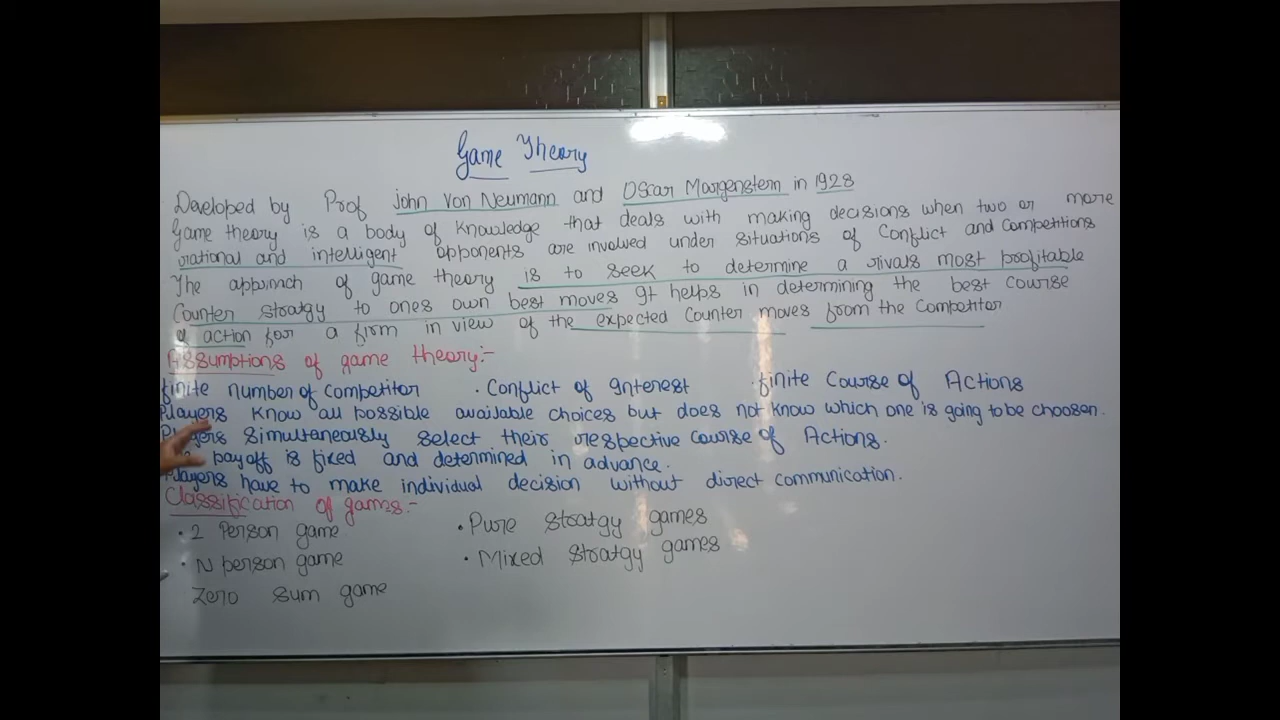 Game Theory
Developed by Prof John Von Neumann and Oscar Margenstern in 1928
Game theory is a body of knowledge that deals with making decisions when two or more
rational and intelligent opponents are involved under situations of Conflict and Competitions
The approach of game theory is to seek to determine a rivals most profitable
Counter stratgy to ones own best moves It helps in determining the best course
of action for a firm in view of the expected Counter moves from the Competitor
Assumptions of game theory:-
finite number of Competitor · Conflict of Interest · finite Course of Actions
Players know all possible available choices but does not know which one is going to be choosen.
Players simultaneously select their respective course of Actions.
payoff is fixed and determined in advance.
Players have to make individual decision without direct communication.
Classification of games:-
· 2 Person game · Pure stratgy games
· N person game · Mixed stratgy games
Zero sum game